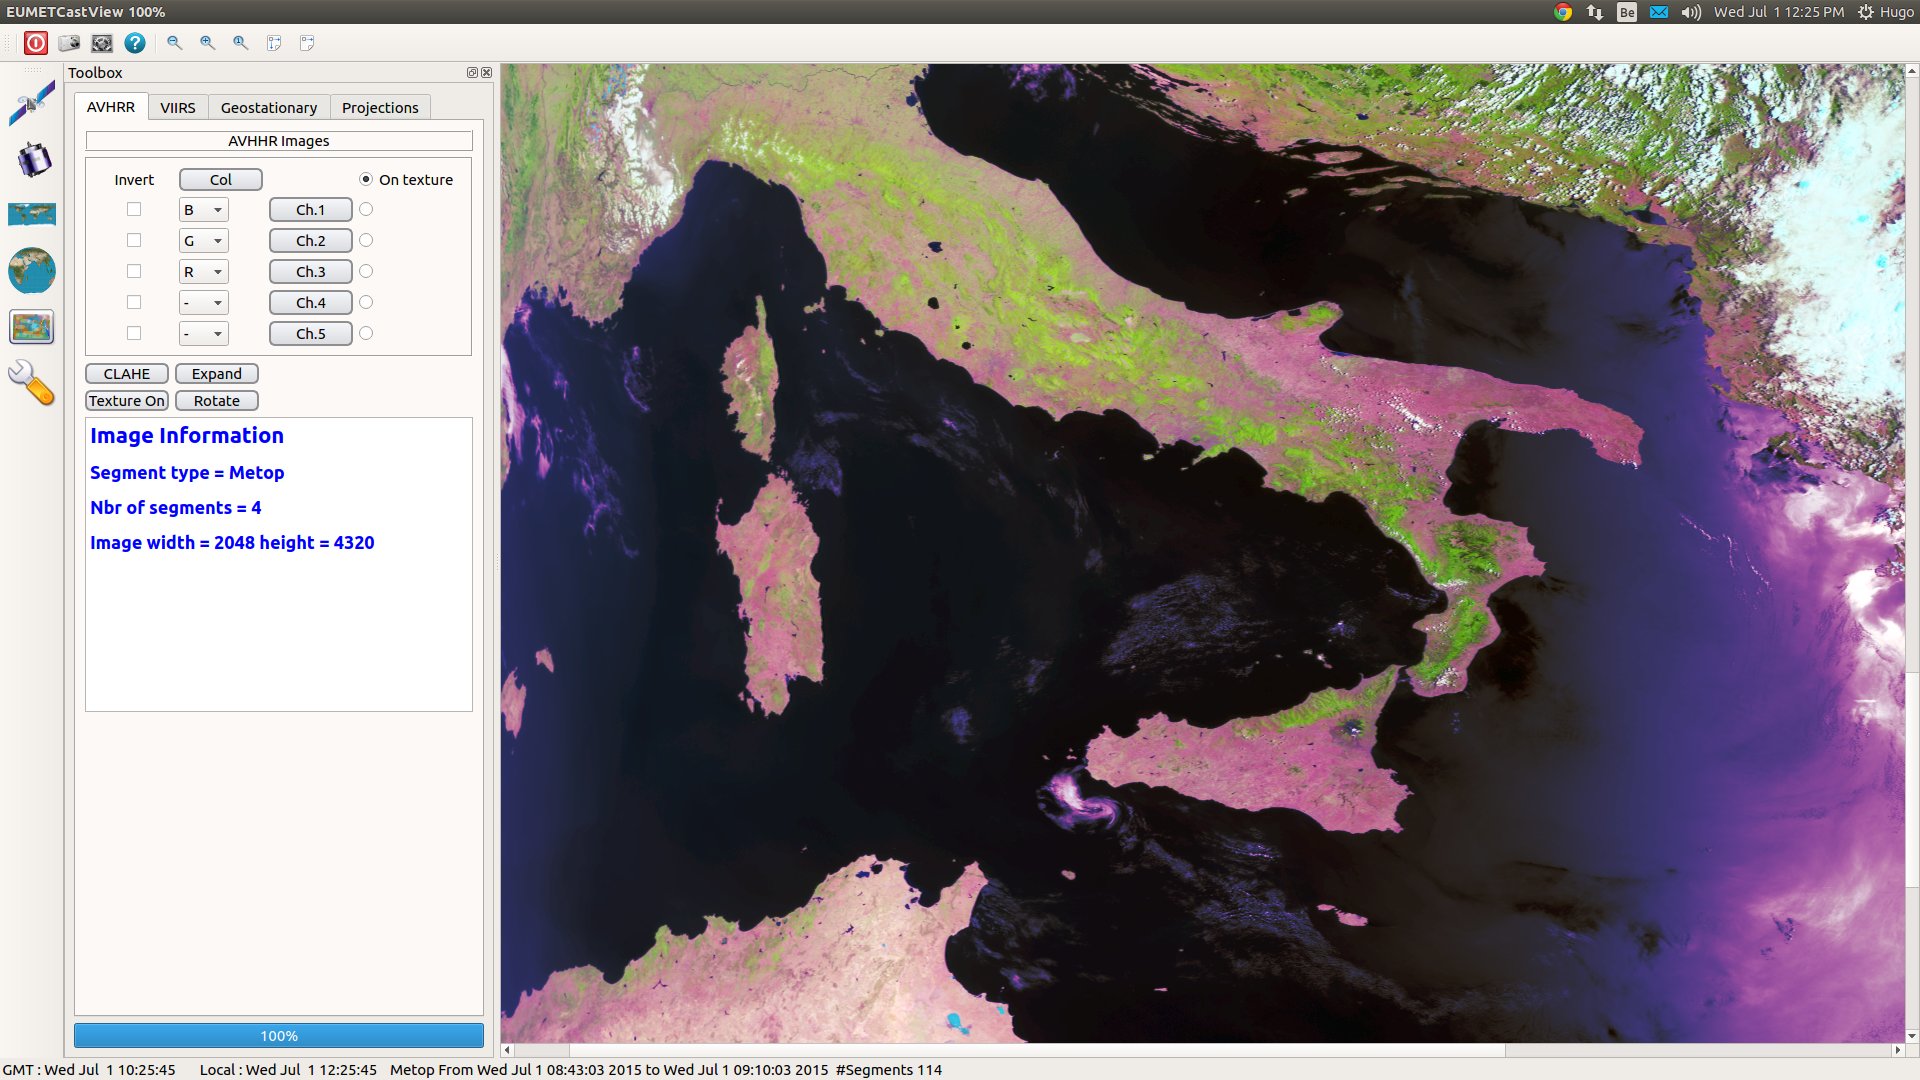 EUMETCastView 100%
Be
Wed Jul 1 12:25 PM
Hugo
Toolbox
AVHRR
VIIRS
Geostationary
Projections
AVHHR Images
Invert
Col
On texture
B
Ch.1
G
Ch.2
R
Ch.3
-
Ch.4
-
Ch.5
CLAHE
Expand
Texture On
Rotate
Image Information
Segment type = Metop
Nbr of segments = 4
Image width = 2048 height = 4320
100%
GMT : Wed Jul 1 10:25:45
Local : Wed Jul 1 12:25:45
Metop From Wed Jul 1 08:43:03 2015 to Wed Jul 1 09:10:03 2015 #Segments 114